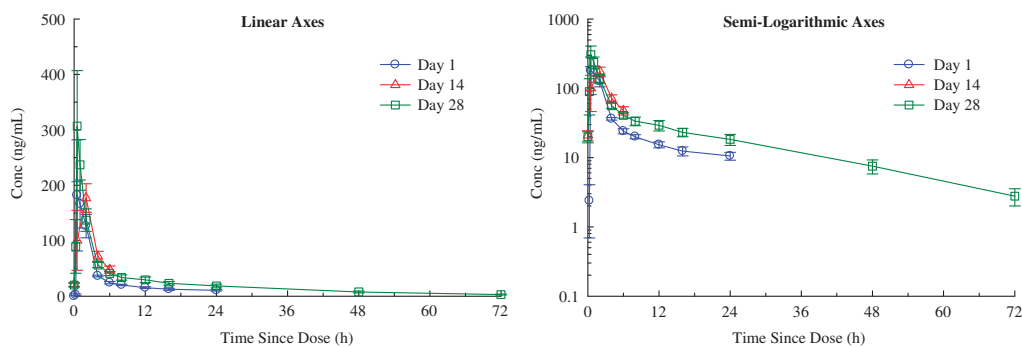 Linear Axes
500
400
300
200
100
0
Conc (ng/mL)
Day 1
Day 14
Day 28
0 12 24 36 48 60 72
Time Since Dose (h)
Semi-Logarithmic Axes
1000
100
10
1
0.1
Conc (ng/mL)
Day 1
Day 14
Day 28
0 12 24 36 48 60 72
Time Since Dose (h)